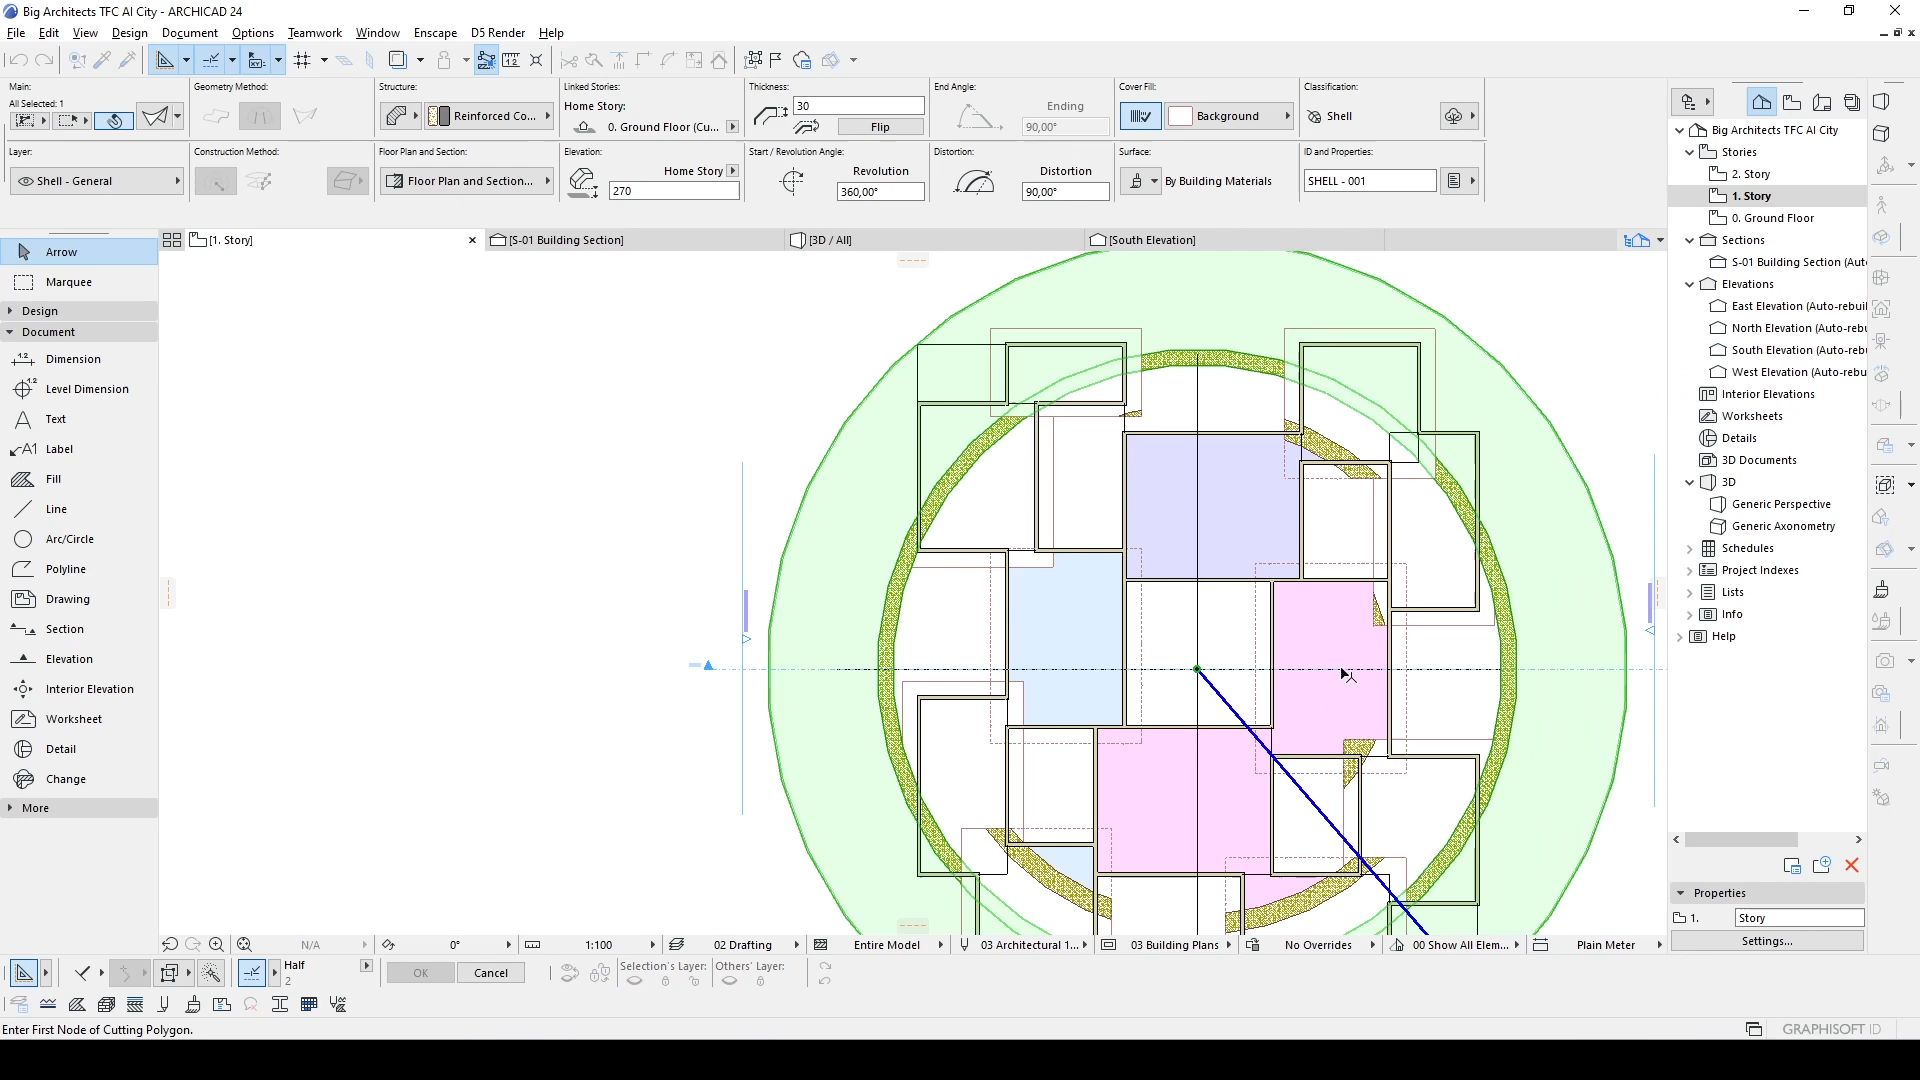 Big Architects TFC AI City - ARCHICAD 24
File Edit View Design Document Options Teamwork Window Enscape D5 Render Help
Main:
All Selected: 1
Geometry Method:
Structure:
Reinforced Co...
Linked Stories:
Home Story:
0. Ground Floor (Cu...
Thickness:
30
Flip
End Angle:
Ending
90,00°
Cover Fill:
Background
Classification:
Shell
Layer:
Shell - General
Construction Method:
Floor Plan and Section:
Floor Plan and Section...
Elevation:
Home Story
270
Start / Revolution Angle:
Revolution
360,00°
Distortion:
Distortion
90,00°
Surface:
By Building Materials
ID and Properties:
SHELL - 001
[1. Story]
[S-01 Building Section]
[3D / All]
[South Elevation]
Arrow
Marquee
Design
Document
Dimension
Level Dimension
Text
Label
Fill
Line
Arc/Circle
Polyline
Drawing
Section
Elevation
Interior Elevation
Worksheet
Detail
Change
More
Big Architects TFC AI City
Stories
2. Story
1. Story
0. Ground Floor
Sections
S-01 Building Section (Aut
Elevations
East Elevation (Auto-rebuil
North Elevation (Auto-rebu
South Elevation (Auto-reb
West Elevation (Auto-rebu
Interior Elevations
Worksheets
Details
3D Documents
3D
Generic Perspective
Generic Axonometry
Schedules
Project Indexes
Lists
Info
Help
Properties
1. Story
Settings...
N/A 0° 1:100 02 Drafting Entire Model 03 Architectural 1... 03 Building Plans No Overrides 00 Show All Elem... Plain Meter
Half
2
OK
Cancel
Selection's Layer:
Others' Layer:
Enter First Node of Cutting Polygon.
GRAPHISOFT ID